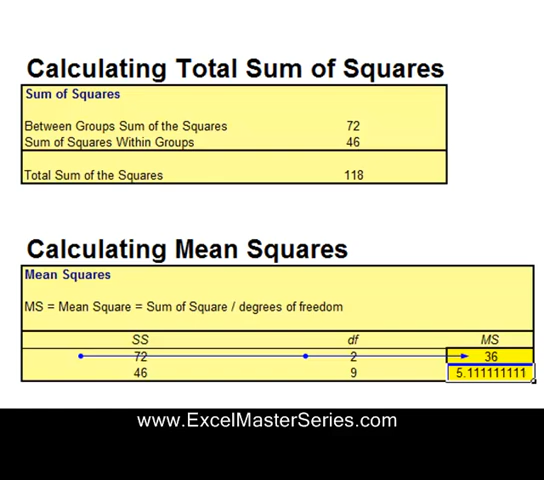 Calculating Total Sum of Squares
Sum of Squares
Between Groups Sum of the Squares 72
Sum of Squares Within Groups 46
Total Sum of the Squares 118
Calculating Mean Squares
Mean Squares
MS = Mean Square = Sum of Square / degrees of freedom
SS df MS
72 2 36
46 9 5.111111111
www.ExcelMasterSeries.com